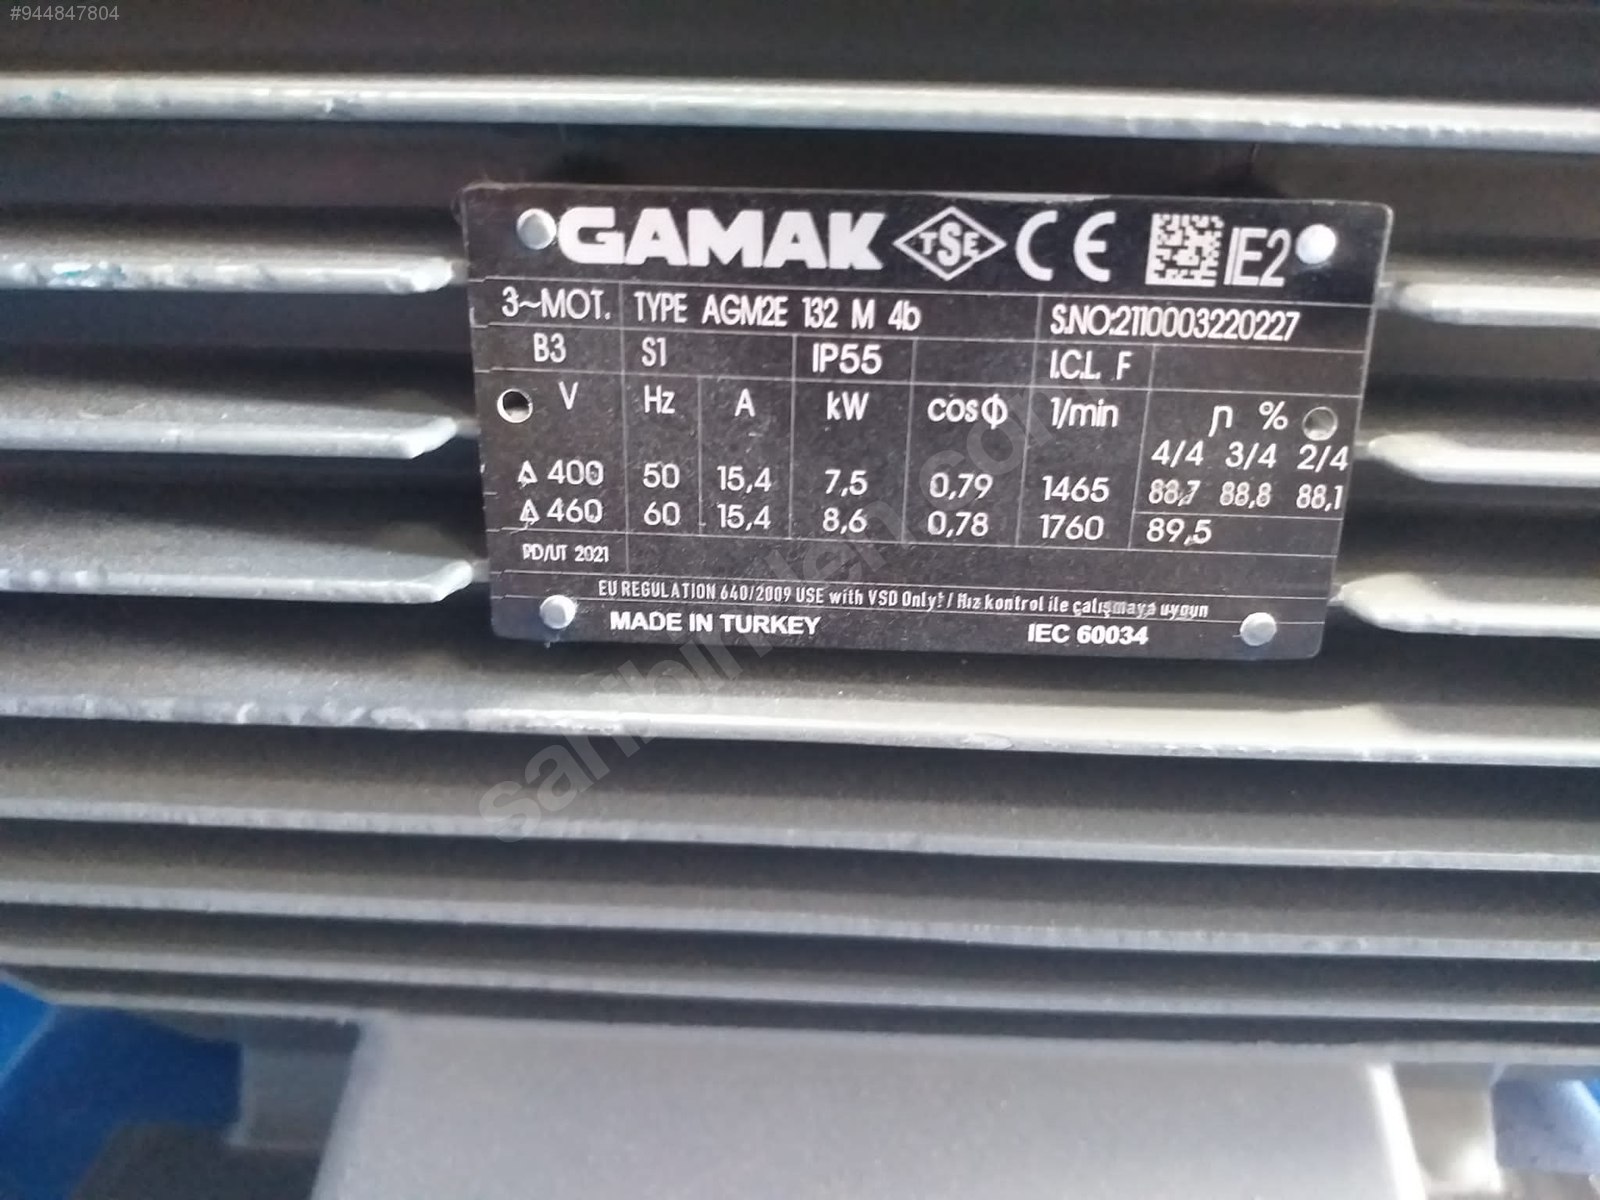 #944847804
GAMAK TSE CE IE2
3~MOT. TYPE AGM2E 132 M 4b S.NO:2110003220227
B3 S1 IP55 I.C.L. F
V Hz A kW cosΦ 1/min η %
4/4 3/4 2/4
Δ 400 50 15,4 7,5 0,79 1465 88,7 88,8 88,1
Δ 460 60 15,4 8,6 0,78 1760 89,5
PD/UT 2021
EU REGULATION 640/2009 USE with VSD Only! / Hız kontrol ile çalışmaya uygun
MADE IN TURKEY IEC 60034
sahibinden.com